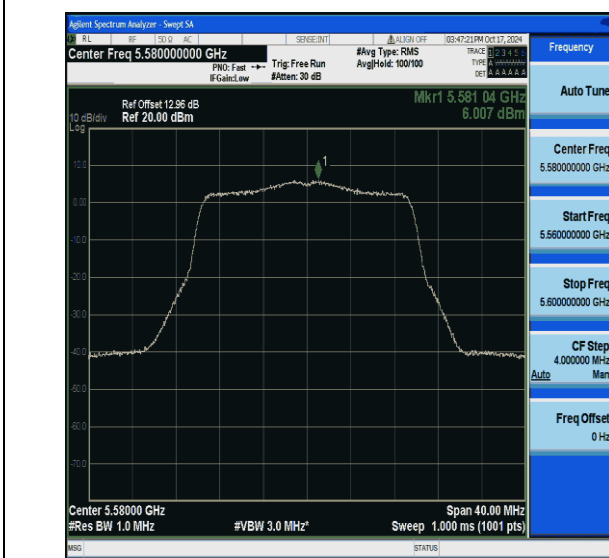 Agilent Spectrum Analyzer - Swept SA
RL RF 50 Ω AC SENSE:INT ALIGN OFF 03:47:21 PM Oct 17, 2024
Center Freq 5.580000000 GHz
PNO: Fast
IFGain:Low
Trig: Free Run
#Atten: 30 dB
#Avg Type: RMS
Avg|Hold: 100/100
TRACE 1 2 3 4 5 6
TYPE A
DET A A A A A A
Mkr1 5.581 04 GHz
6.007 dBm
Ref Offset 12.96 dB
10 dB/div Ref 20.00 dBm
Log
1
10.0
0.00
-10.0
-20.0
-30.0
-40.0
-50.0
-60.0
-70.0
Center 5.58000 GHz Span 40.00 MHz
#Res BW 1.0 MHz #VBW 3.0 MHz* Sweep 1.000 ms (1001 pts)
MSG STATUS
Frequency
Auto Tune
Center Freq
5.580000000 GHz
Start Freq
5.560000000 GHz
Stop Freq
5.600000000 GHz
CF Step
4.000000 MHz
Auto Man
Freq Offset
0 Hz